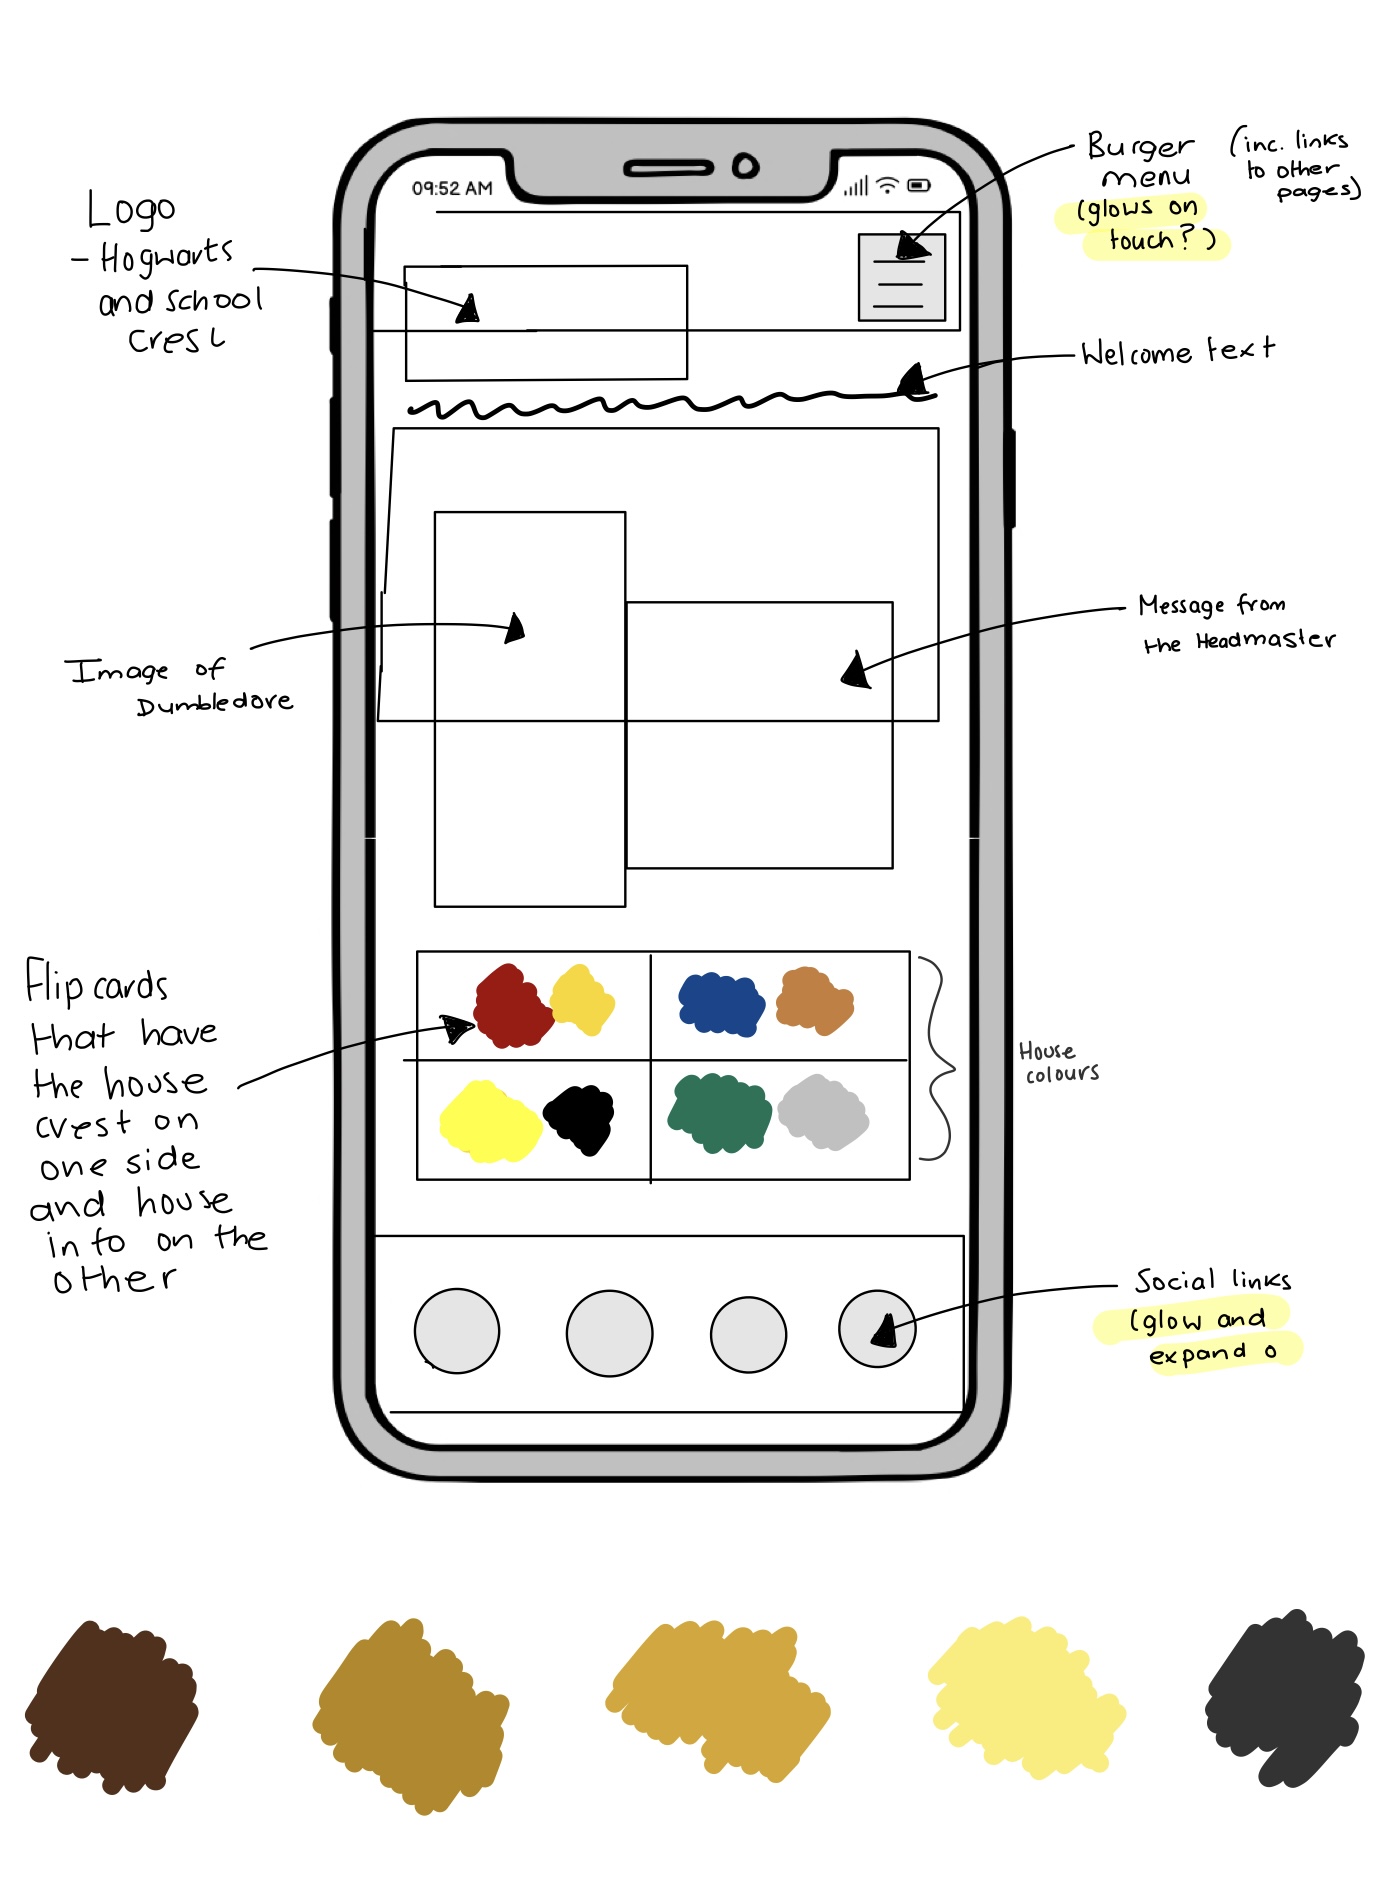 09:52 AM
Logo
- Hogwarts
and school
Crest
Burger
menu
(glows on
touch?)
(inc. links
to other
pages)
Welcome text
Image of
Dumbledore
Message from
the Headmaster
Flip cards
that have
the house
crest on
one side
and house
info on the
other
House
colours
Social links
(glow and
expand o